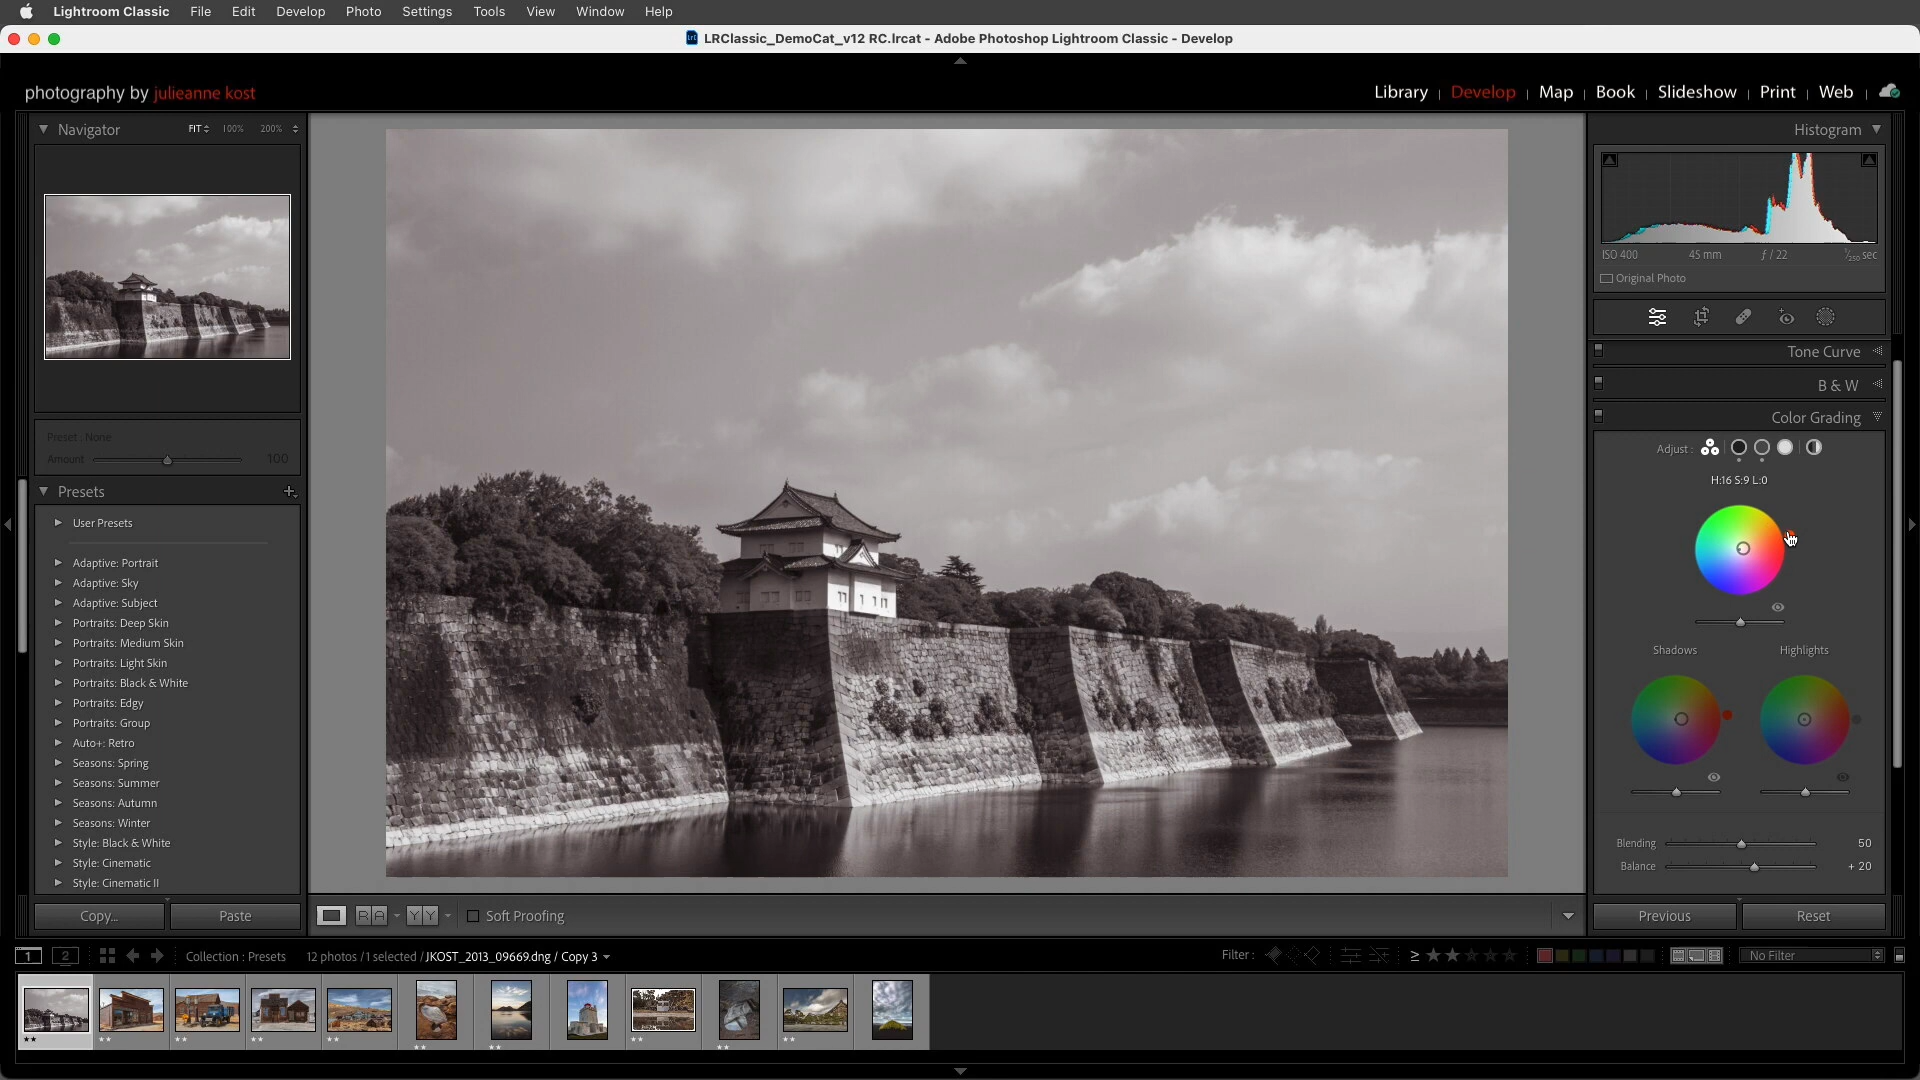 Lightroom Classic File Edit Develop Photo Settings Tools View Window Help
LRClassic_DemoCat_v12 RC.lrcat - Adobe Photoshop Lightroom Classic - Develop
photography by julieanne kost
Library | Develop | Map | Book | Slideshow | Print | Web |
Navigator FIT 100% 200%
Histogram
ISO 400 45 mm ƒ / 22 1/250 sec
Original Photo
Tone Curve
B & W
Color Grading
Adjust :
H:16 S:9 L:0
Shadows Highlights
Blending 50
Balance + 20
Previous Reset
Preset : None
Amount 100
Presets
User Presets
Adaptive: Portrait
Adaptive: Sky
Adaptive: Subject
Portraits: Deep Skin
Portraits: Medium Skin
Portraits: Light Skin
Portraits: Black & White
Portraits: Edgy
Portraits: Group
Auto+: Retro
Seasons: Spring
Seasons: Summer
Seasons: Autumn
Seasons: Winter
Style: Black & White
Style: Cinematic
Style: Cinematic II
Copy... Paste
R A Y Y Soft Proofing
1 2 Collection : Presets 12 photos / 1 selected / JKOST_2013_09669.dng / Copy 3 Filter : ≥ No Filter